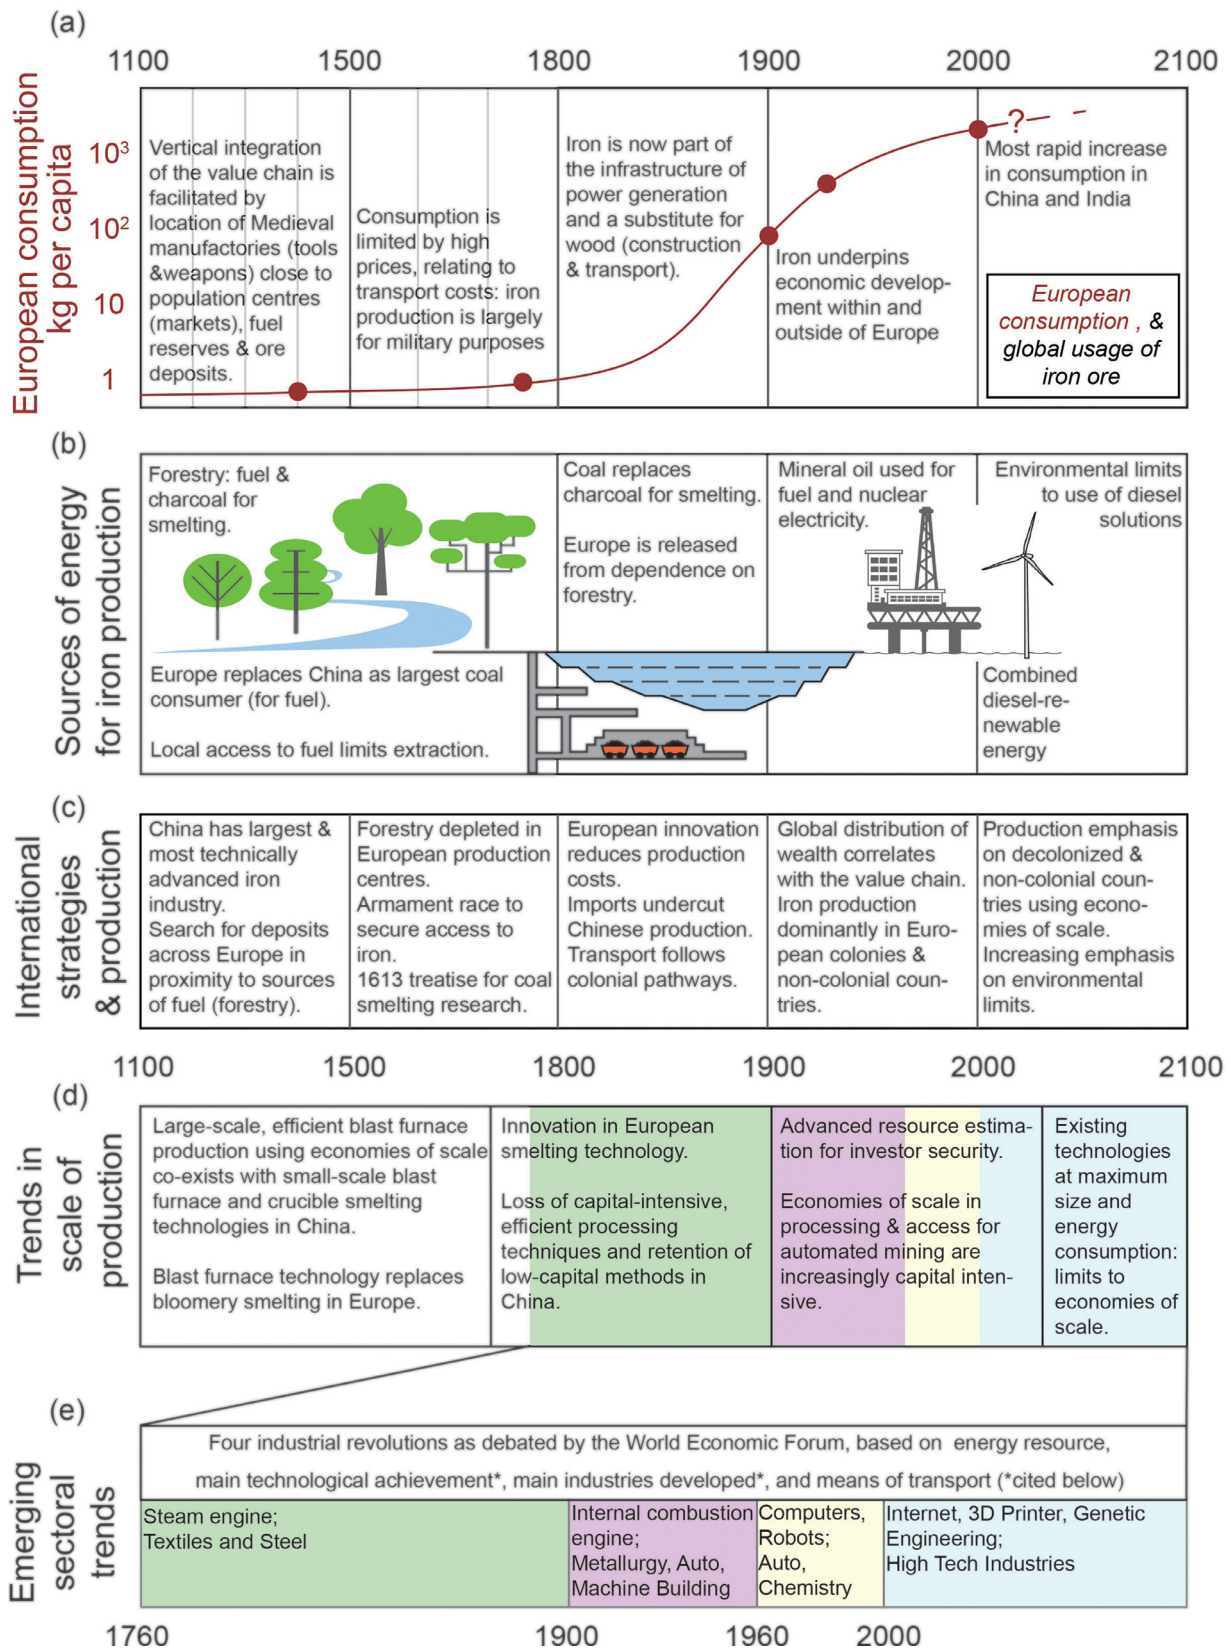 (a)
1100 1500 1800 1900 2000 2100
European consumption
kg per capita
10³
10²
10
1
Vertical integration
of the value chain is
facilitated by
location of Medieval
manufactories (tools
&weapons) close to
population centres
(markets), fuel
reserves & ore
deposits.
Consumption is
limited by high
prices, relating to
transport costs: iron
production is largely
for military purposes
Iron is now part of
the infrastructure of
power generation
and a substitute for
wood (construction
& transport).
Iron underpins
economic develop-
ment within and
outside of Europe
?
Most rapid increase
in consumption in
China and India
European
consumption , &
global usage of
iron ore
(b)
Sources of energy
for iron production
Forestry: fuel &
charcoal for
smelting.
Europe replaces China as largest coal
consumer (for fuel).
Local access to fuel limits extraction.
Coal replaces
charcoal for smelting.
Europe is released
from dependence on
forestry.
Mineral oil used for
fuel and nuclear
electricity.
Environmental limits
to use of diesel
solutions
Combined
diesel-re-
newable
energy
(c)
International
strategies
& production
China has largest &
most technically
advanced iron
industry.
Search for deposits
across Europe in
proximity to sources
of fuel (forestry).
Forestry depleted in
European production
centres.
Armament race to
secure access to
iron.
1613 treatise for coal
smelting research.
European innovation
reduces production
costs.
Imports undercut
Chinese production.
Transport follows
colonial pathways.
Global distribution of
wealth correlates
with the value chain.
Iron production
dominantly in Euro-
pean colonies &
non-colonial coun-
tries.
Production emphasis
on decolonized &
non-colonial coun-
tries using econo-
mies of scale.
Increasing emphasis
on environmental
limits.
1100 1500 1800 1900 2000 2100
(d)
Trends in
scale of
production
Large-scale, efficient blast furnace
production using economies of scale
co-exists with small-scale blast
furnace and crucible smelting
technologies in China.
Blast furnace technology replaces
bloomery smelting in Europe.
Innovation in European
smelting technology.
Loss of capital-intensive,
efficient processing
techniques and retention of
low-capital methods in
China.
Advanced resource estima-
tion for investor security.
Economies of scale in
processing & access for
automated mining are
increasingly capital inten-
sive.
Existing
technologies
at maximum
size and
energy
consumption:
limits to
economies of
scale.
(e)
Emerging
sectoral
trends
Four industrial revolutions as debated by the World Economic Forum, based on energy resource,
main technological achievement*, main industries developed*, and means of transport (*cited below)
Steam engine;
Textiles and Steel
Internal combustion
engine;
Metallurgy, Auto,
Machine Building
Computers,
Robots;
Auto,
Chemistry
Internet, 3D Printer, Genetic
Engineering;
High Tech Industries
1760 1900 1960 2000